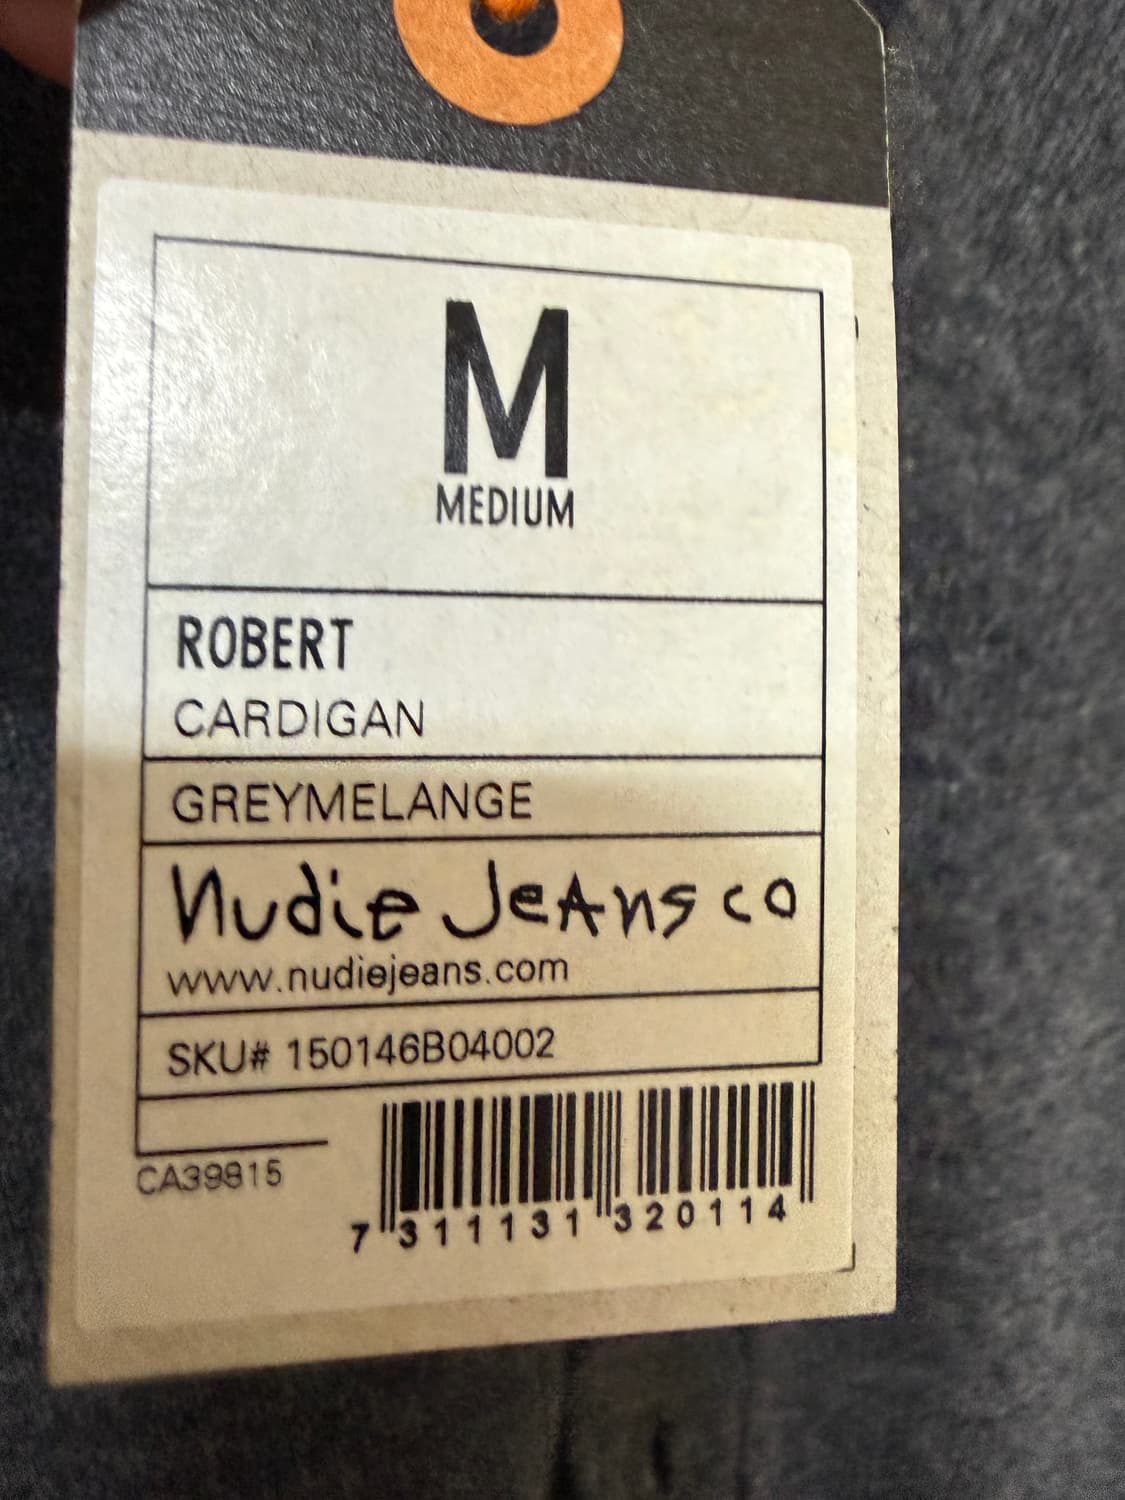 M
MEDIUM
ROBERT
CARDIGAN
GREYMELANGE
nudie Jeans co
www.nudiejeans.com
SKU# 150146B04002
CA39815
7 311131 320114